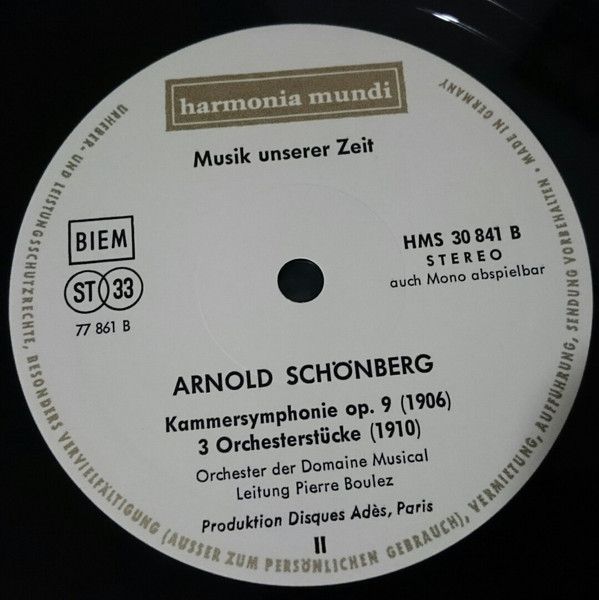 harmonia mundi
Musik unserer Zeit
BIEM
ST 33
77 861 B
HMS 30 841 B
STEREO
auch Mono abspielbar
ARNOLD SCHÖNBERG
Kammersymphonie op. 9 (1906)
3 Orchesterstücke (1910)
Orchester der Domaine Musical
Leitung Pierre Boulez
Produktion Disques Adès, Paris
II
URHEBER- UND LEISTUNGSSCHUTZRECHTE, BESONDERS VERVIELFÄLTIGUNG (AUSSER ZUM PERSÖNLICHEN GEBRAUCH), VERMIETUNG, AUFFÜHRUNG, SENDUNG VORBEHALTEN • MADE IN GERMANY